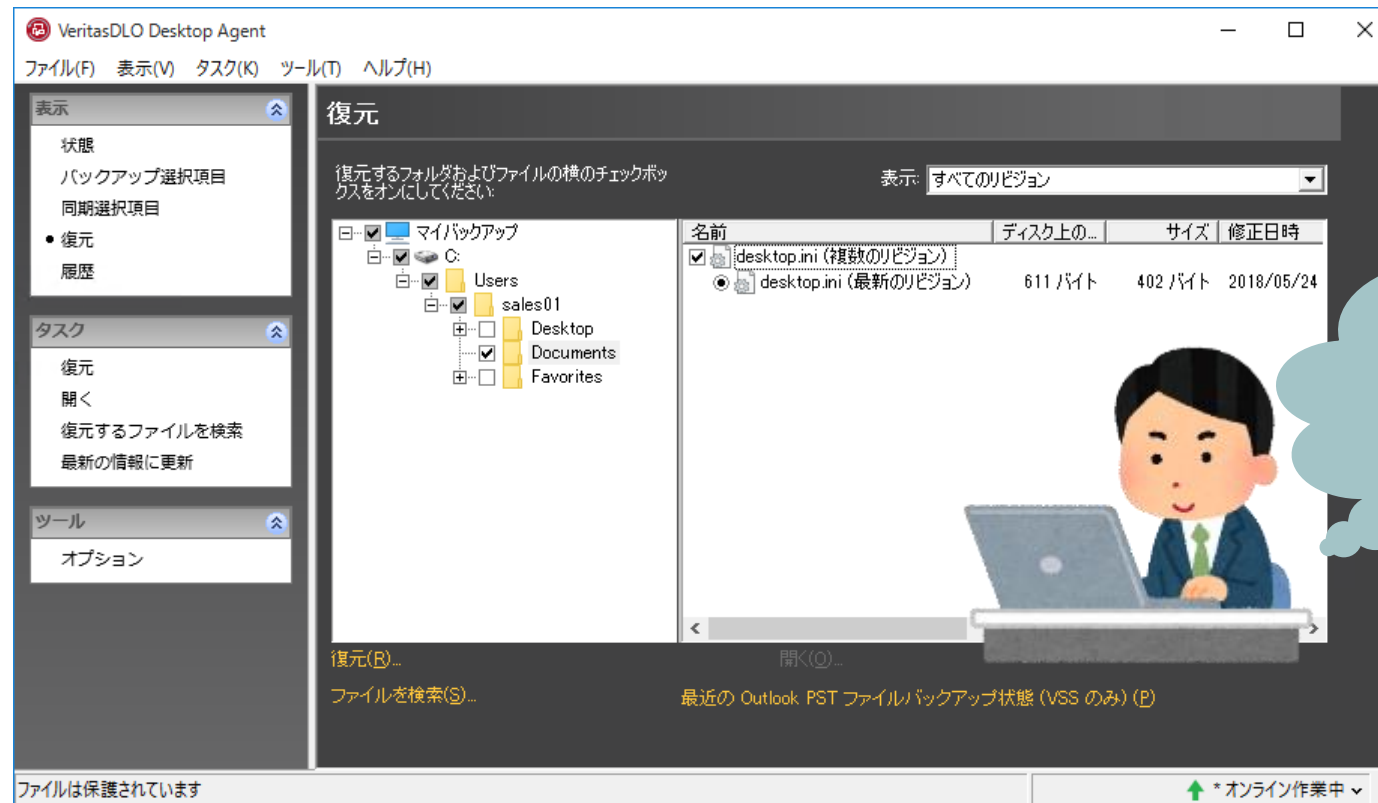 VeritasDLO Desktop Agent
ファイル(F) 表示(V) タスク(K) ツール(T) ヘルプ(H)
表示
状態
バックアップ選択項目
同期選択項目
復元
履歴
タスク
復元
開く
復元するファイルを検索
最新の情報に更新
ツール
オプション
復元
復元するフォルダおよびファイルの横のチェックボッ
クスをオンにしてください:
表示: すべてのリビジョン
マイバックアップ
C:
Users
sales01
Desktop
Documents
Favorites
名前 ディスク上の... サイズ 修正日時
desktop.ini (複数のリビジョン)
desktop.ini (最新のリビジョン) 611 バイト 402 バイト 2018/05/24
復元(R)... 開く(O)...
ファイルを検索(S)... 最近の Outlook PST ファイルバックアップ状態 (VSS のみ) (P)
ファイルは保護されています * オンライン作業中